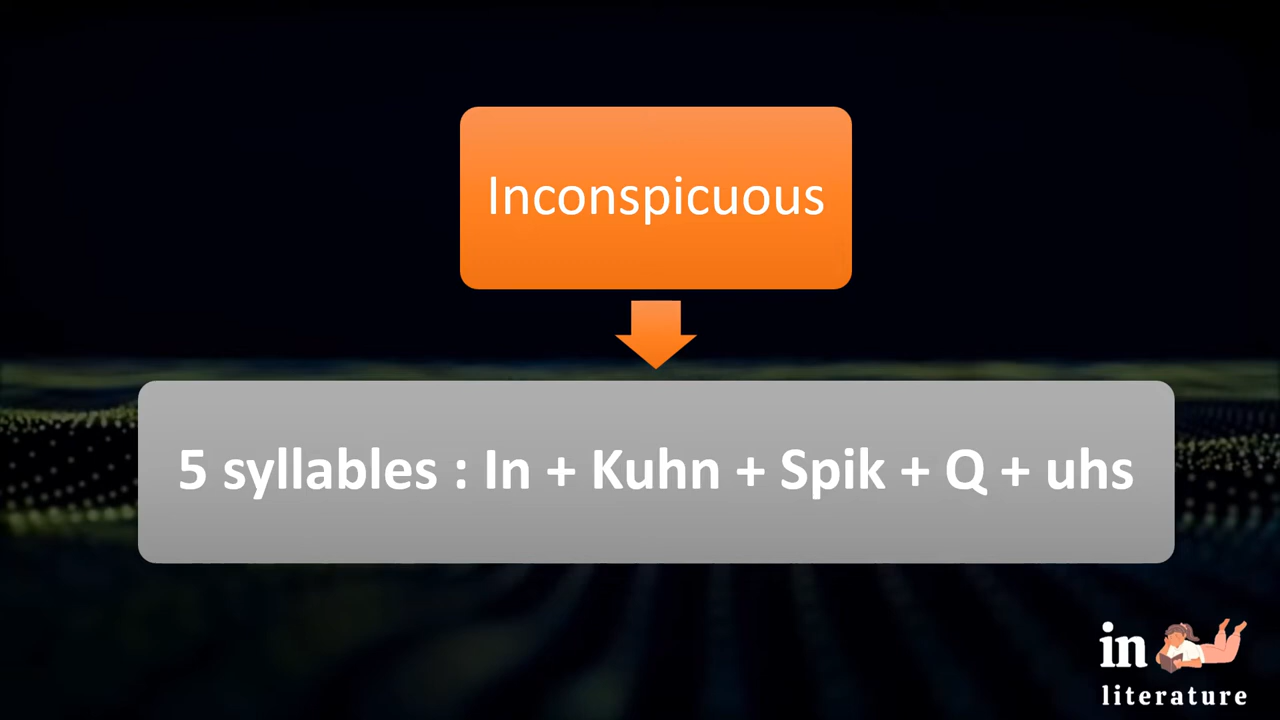 Inconspicuous
5 syllables : In + Kuhn + Spik + Q + uhs
in
literature